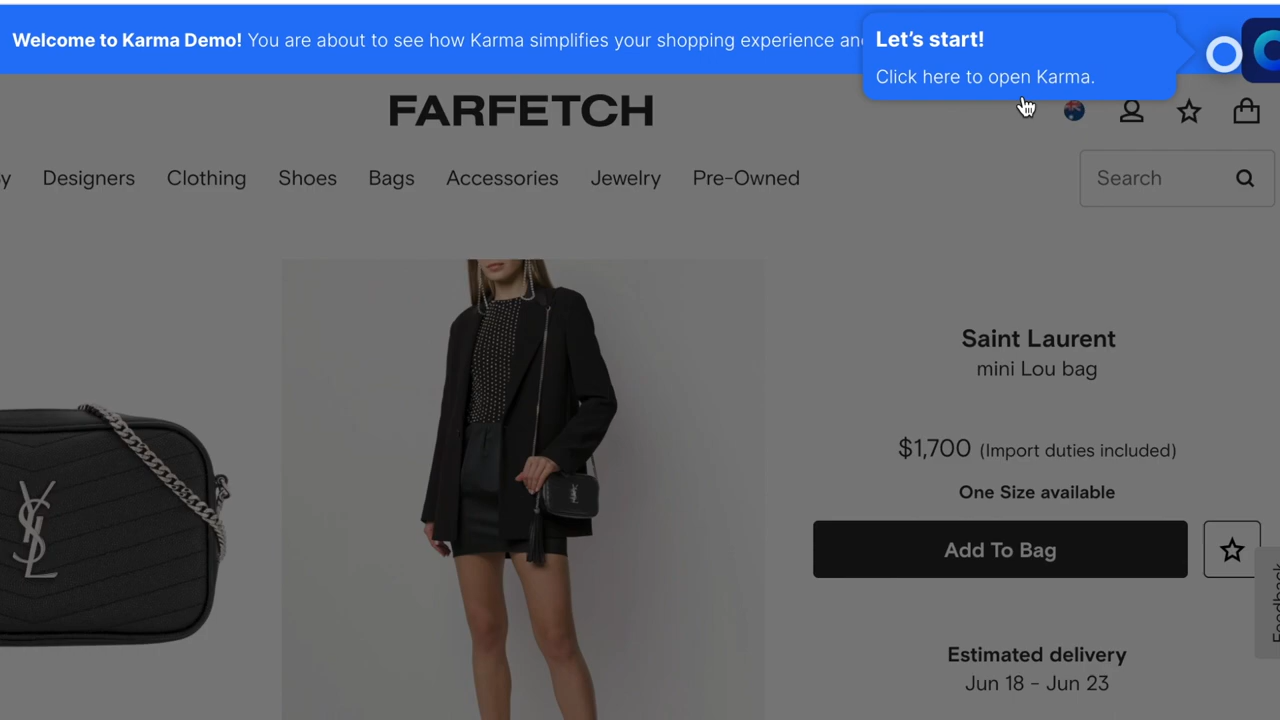 Welcome to Karma Demo! You are about to see how Karma simplifies your shopping experience an
Let's start!
Click here to open Karma.
FARFETCH
y Designers Clothing Shoes Bags Accessories Jewelry Pre-Owned
Search
Saint Laurent
mini Lou bag
$1,700 (Import duties included)
One Size available
Add To Bag
Feedback
Estimated delivery
Jun 18 - Jun 23
YSL